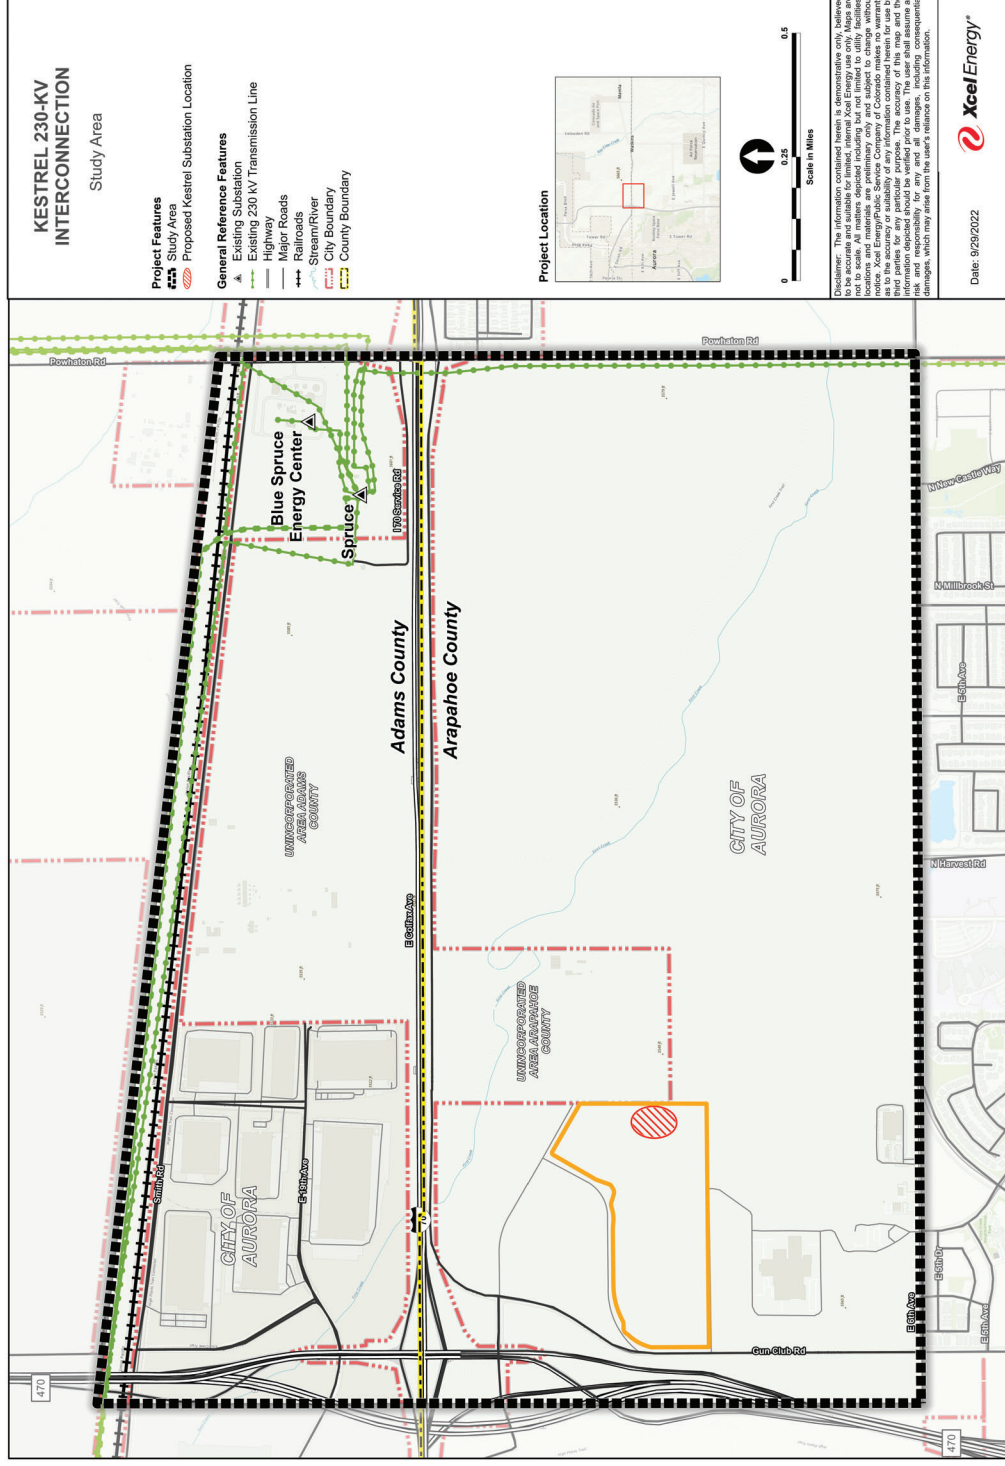 KESTREL 230-KV
INTERCONNECTION
Study Area
Project Features
Study Area
Proposed Kestrel Substation Location
General Reference Features
Existing Substation
Existing 230 kV Transmission Line
Highway
Major Roads
Railroads
Stream/River
City Boundary
County Boundary
Project Location
Aurora
Watkins
0
0.25
0.5
Scale in Miles
Disclaimer: The information contained herein is demonstrative only, believed
to be accurate and suitable for limited, internal Xcel Energy use only. Maps are
not to scale. All matters depicted including but not limited to utility facilities
locations and materials are preliminary only and subject to change without
notice. Xcel Energy/Public Service Company of Colorado makes no warranty
as to the accuracy or suitability of any information contained herein for use by
third parties for any particular purpose. The accuracy of this map and the
information depicted should be verified prior to use. The user shall assume all
risk and responsibility for any and all damages, including consequential
damages, which may arise from the user's reliance on this information.
Date: 9/29/2022
Xcel Energy®
Powhaton Rd
Powhaton Rd
Blue Spruce
Energy Center
Spruce
I 70 Service Rd
Adams County
Arapahoe County
UNINCORPORATED
AREA ADAMS
COUNTY
E Colfax Ave
CITY OF
AURORA
UNINCORPORATED
AREA ARAPAHOE
COUNTY
Smith Rd
E 19th Ave
CITY OF
AURORA
Gun Club Rd
E 6th Ave
470
470
N New Castle Way
N Millbrook St
E 5th Ave
N Harvest Rd
E 5th Dr
E 5th Ave